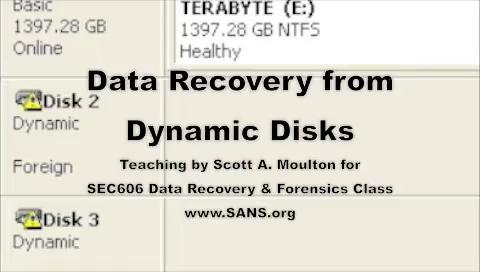 Basic
1397.28 GB
Online
TERABYTE (E:)
1397.28 GB NTFS
Healthy
Data Recovery from
Disk 2
Dynamic
Dynamic Disks
Teaching by Scott A. Moulton for
Foreign
SEC606 Data Recovery & Forensics Class
www.SANS.org
Disk 3
Dynamic